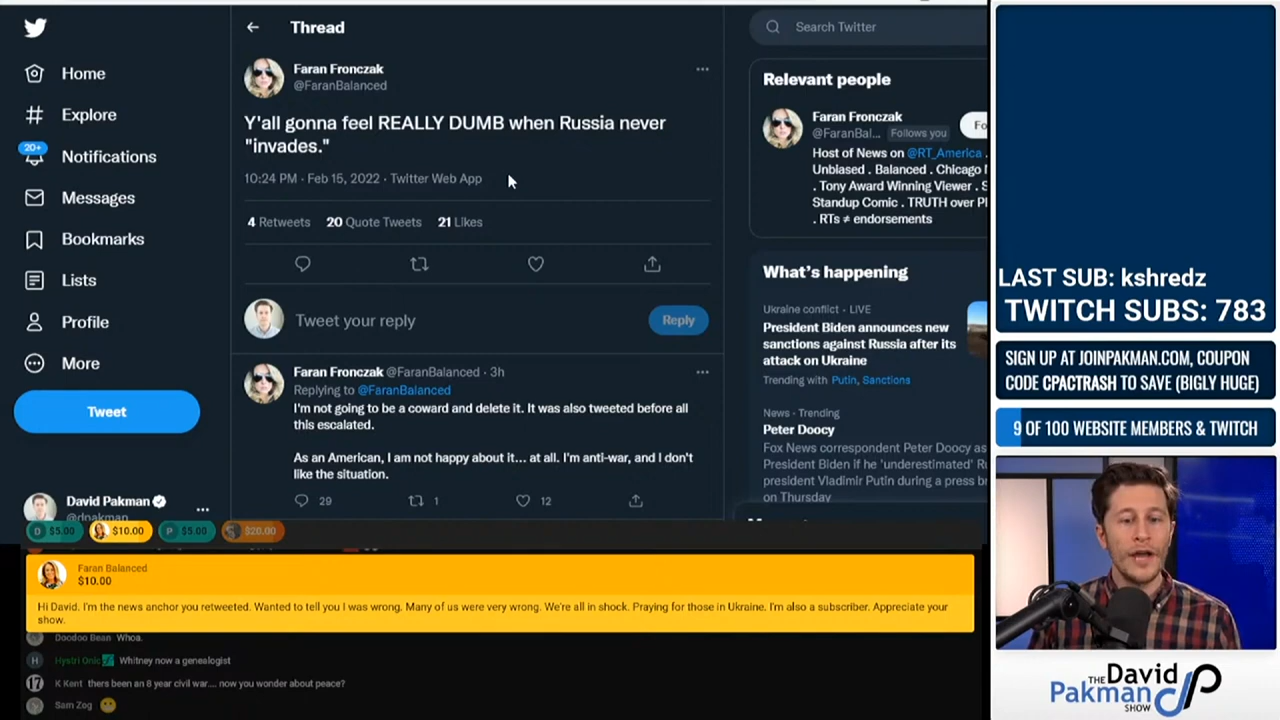 Home
Explore
20+
Notifications
Messages
Bookmarks
Lists
Profile
More
Tweet
David Pakman
@dpakman
Thread
Faran Fronczak
@FaranBalanced
Y'all gonna feel REALLY DUMB when Russia never
"invades."
10:24 PM · Feb 15, 2022 · Twitter Web App
4 Retweets 20 Quote Tweets 21 Likes
Tweet your reply
Reply
Faran Fronczak @FaranBalanced · 3h
Replying to @FaranBalanced
I'm not going to be a coward and delete it. It was also tweeted before all
this escalated.
As an American, I am not happy about it... at all. I'm anti-war, and I don't
like the situation.
29 1 12
Search Twitter
Relevant people
Faran Fronczak
@FaranBal... Follows you
Fo
Host of News on @RT_America .
Unblased . Balanced . Chicago
. Tony Award Winning Viewer . S
Standup Comic . TRUTH over P
. RTs ≠ endorsements
What's happening
Ukraine conflict · LIVE
President Biden announces new
sanctions against Russia after its
attack on Ukraine
Trending with Putin, Sanctions
News · Trending
Peter Doocy
Fox News correspondent Peter Doocy as
President Biden if he 'underestimated' Ru
president Vladimir Putin during a press b
on Thursday
D $5.00
$10.00
P $5.00
$20.00
Faran Balanced
$10.00
Hi David. I'm the news anchor you retweeted. Wanted to tell you I was wrong. Many of us were very wrong. We're all in shock. Praying for those in Ukraine. I'm also a subscriber. Appreciate your
show.
Doodoo Bean Whoa.
H Hystri Onic Whitney now a genealogist
17 K Kent thers been an 8 year civil war.... now you wonder about peace?
Sam Zog
LAST SUB: kshredz
TWITCH SUBS: 783
SIGN UP AT JOINPAKMAN.COM, COUPON
CODE CPACTRASH TO SAVE (BIGLY HUGE)
9 OF 100 WEBSITE MEMBERS & TWITCH
THE David
Pakman
SHOW